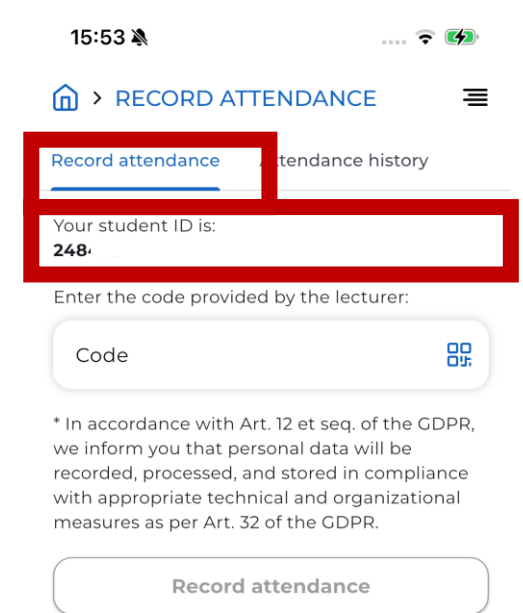 15:53
> RECORD ATTENDANCE
Record attendance
Attendance history
Your student ID is:
248
Enter the code provided by the lecturer:
Code
* In accordance with Art. 12 et seq. of the GDPR,
we inform you that personal data will be
recorded, processed, and stored in compliance
with appropriate technical and organizational
measures as per Art. 32 of the GDPR.
Record attendance